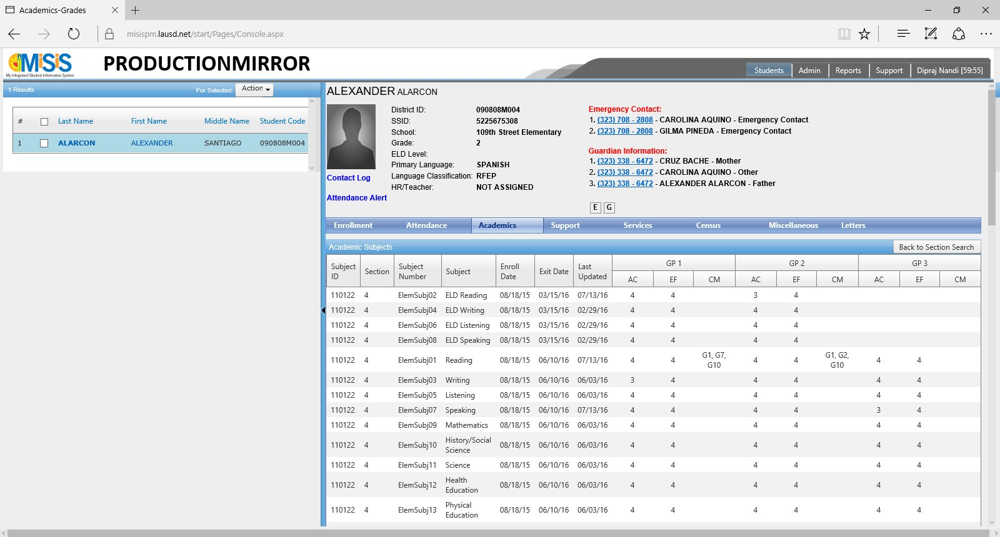 Academics-Grades
misispm.lausd.net/start/Pages/Console.aspx
MiSiS
My Integrated Student Information System
PRODUCTIONMIRROR
Students Admin Reports Support Dipraj Nandi [59:55]
1 Results For Selected: Action
# Last Name First Name Middle Name Student Code
1 ALARCON ALEXANDER SANTIAGO 090808M004
ALEXANDER ALARCON
Contact Log
Attendance Alert
District ID: 090808M004
SSID: 5225675308
School: 109th Street Elementary
Grade: 2
ELD Level:
Primary Language: SPANISH
Language Classification: RFEP
HR/Teacher: NOT ASSIGNED
Emergency Contact:
1. (323) 708 - 2808 - CAROLINA AQUINO - Emergency Contact
2. (323) 708 - 2808 - GILMA PINEDA - Emergency Contact
Guardian Information:
1. (323) 338 - 6472 - CRUZ BACHE - Mother
2. (323) 338 - 6472 - CAROLINA AQUINO - Other
3. (323) 338 - 6472 - ALEXANDER ALARCON - Father
E G
Enrollment Attendance Academics Support Services Census Miscellaneous Letters
Academic Subjects Back to Section Search
Subject ID Section Subject Number Subject Enroll Date Exit Date Last Updated GP 1 GP 2 GP 3
AC EF CM AC EF CM AC EF CM
110122 4 ElemSubj02 ELD Reading 08/18/15 03/15/16 07/13/16 4 4 3 4
110122 4 ElemSubj04 ELD Writing 08/18/15 03/15/16 02/29/16 4 4 4 4
110122 4 ElemSubj06 ELD Listening 08/18/15 03/15/16 02/29/16 4 4 4 4
110122 4 ElemSubj08 ELD Speaking 08/18/15 03/15/16 02/29/16 4 4 4 4
110122 4 ElemSubj01 Reading 08/18/15 06/10/16 07/13/16 4 4 G1, G7, G10 4 4 G1, G2, G10 4 4
110122 4 ElemSubj03 Writing 08/18/15 06/10/16 06/03/16 3 4 4 4 4 4
110122 4 ElemSubj05 Listening 08/18/15 06/10/16 06/03/16 4 4 4 4 4 4
110122 4 ElemSubj07 Speaking 08/18/15 06/10/16 07/13/16 4 4 4 4 3 4
110122 4 ElemSubj09 Mathematics 08/18/15 06/10/16 06/03/16 4 4 4 4 4 4
110122 4 ElemSubj10 History/Social Science 08/18/15 06/10/16 06/03/16 4 4 4 4 4 4
110122 4 ElemSubj11 Science 08/18/15 06/10/16 06/03/16 4 4 4 4 4 4
110122 4 ElemSubj12 Health Education 08/18/15 06/10/16 06/03/16 4 4 4 4 4 4
110122 4 ElemSubj13 Physical Education 08/18/15 06/10/16 06/03/16 4 4 4 4 4 4